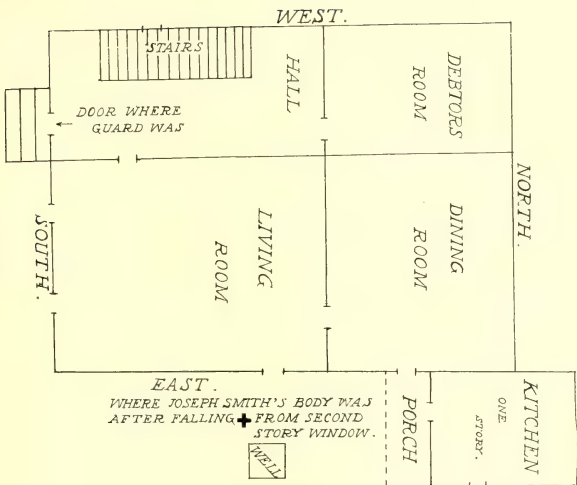 WEST.
STAIRS
HALL
DEBTORS
ROOM
DOOR WHERE
GUARD WAS
NORTH.
SOUTH.
LIVING
ROOM
DINING
ROOM
EAST.
WHERE JOSEPH SMITH'S BODY WAS
AFTER FALLING FROM SECOND
STORY WINDOW.
WELL
PORCH
KITCHEN
ONE
STORY.